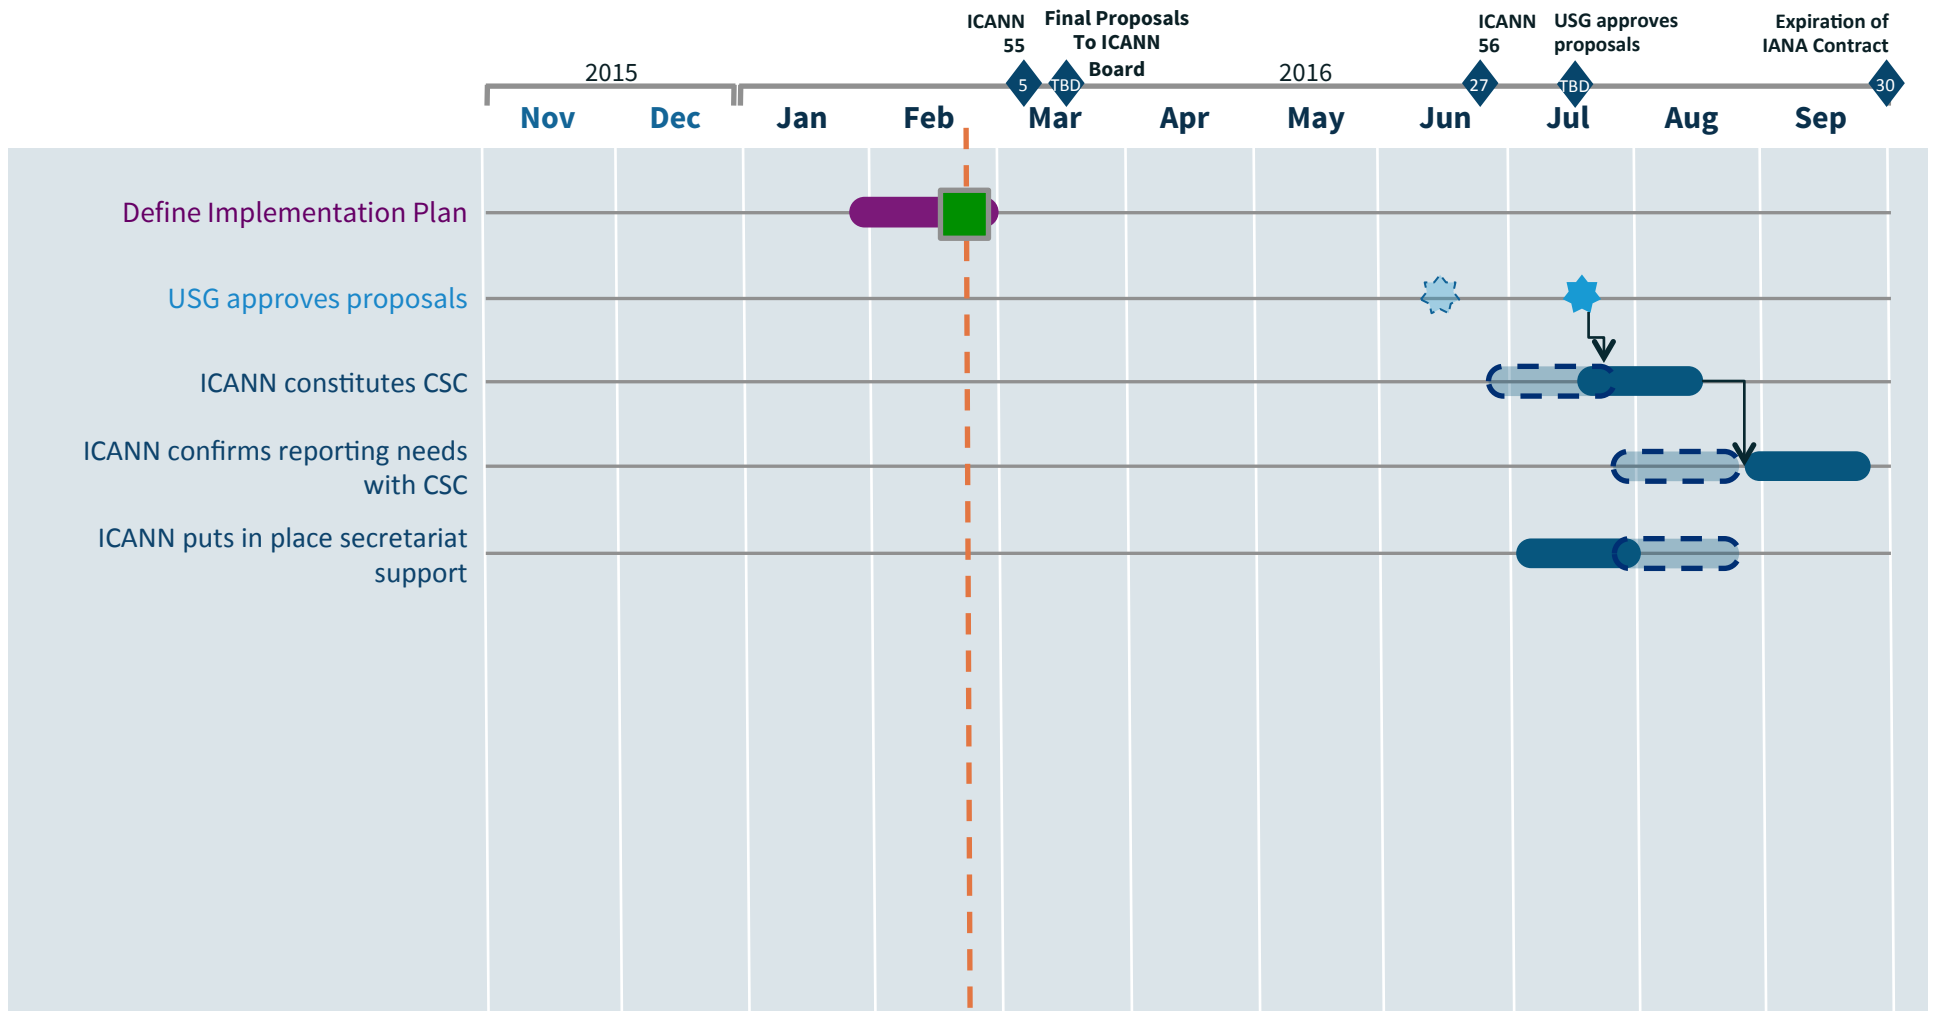 ICANN
55
Final Proposals
To ICANN
Board
ICANN
56
USG approves
proposals
Expiration of
IANA Contract
2015
2016
5
TBD
27
TBD
30
Nov
Dec
Jan
Feb
Mar
Apr
May
Jun
Jul
Aug
Sep
Define Implementation Plan
USG approves proposals
ICANN constitutes CSC
ICANN confirms reporting needs
with CSC
ICANN puts in place secretariat
support